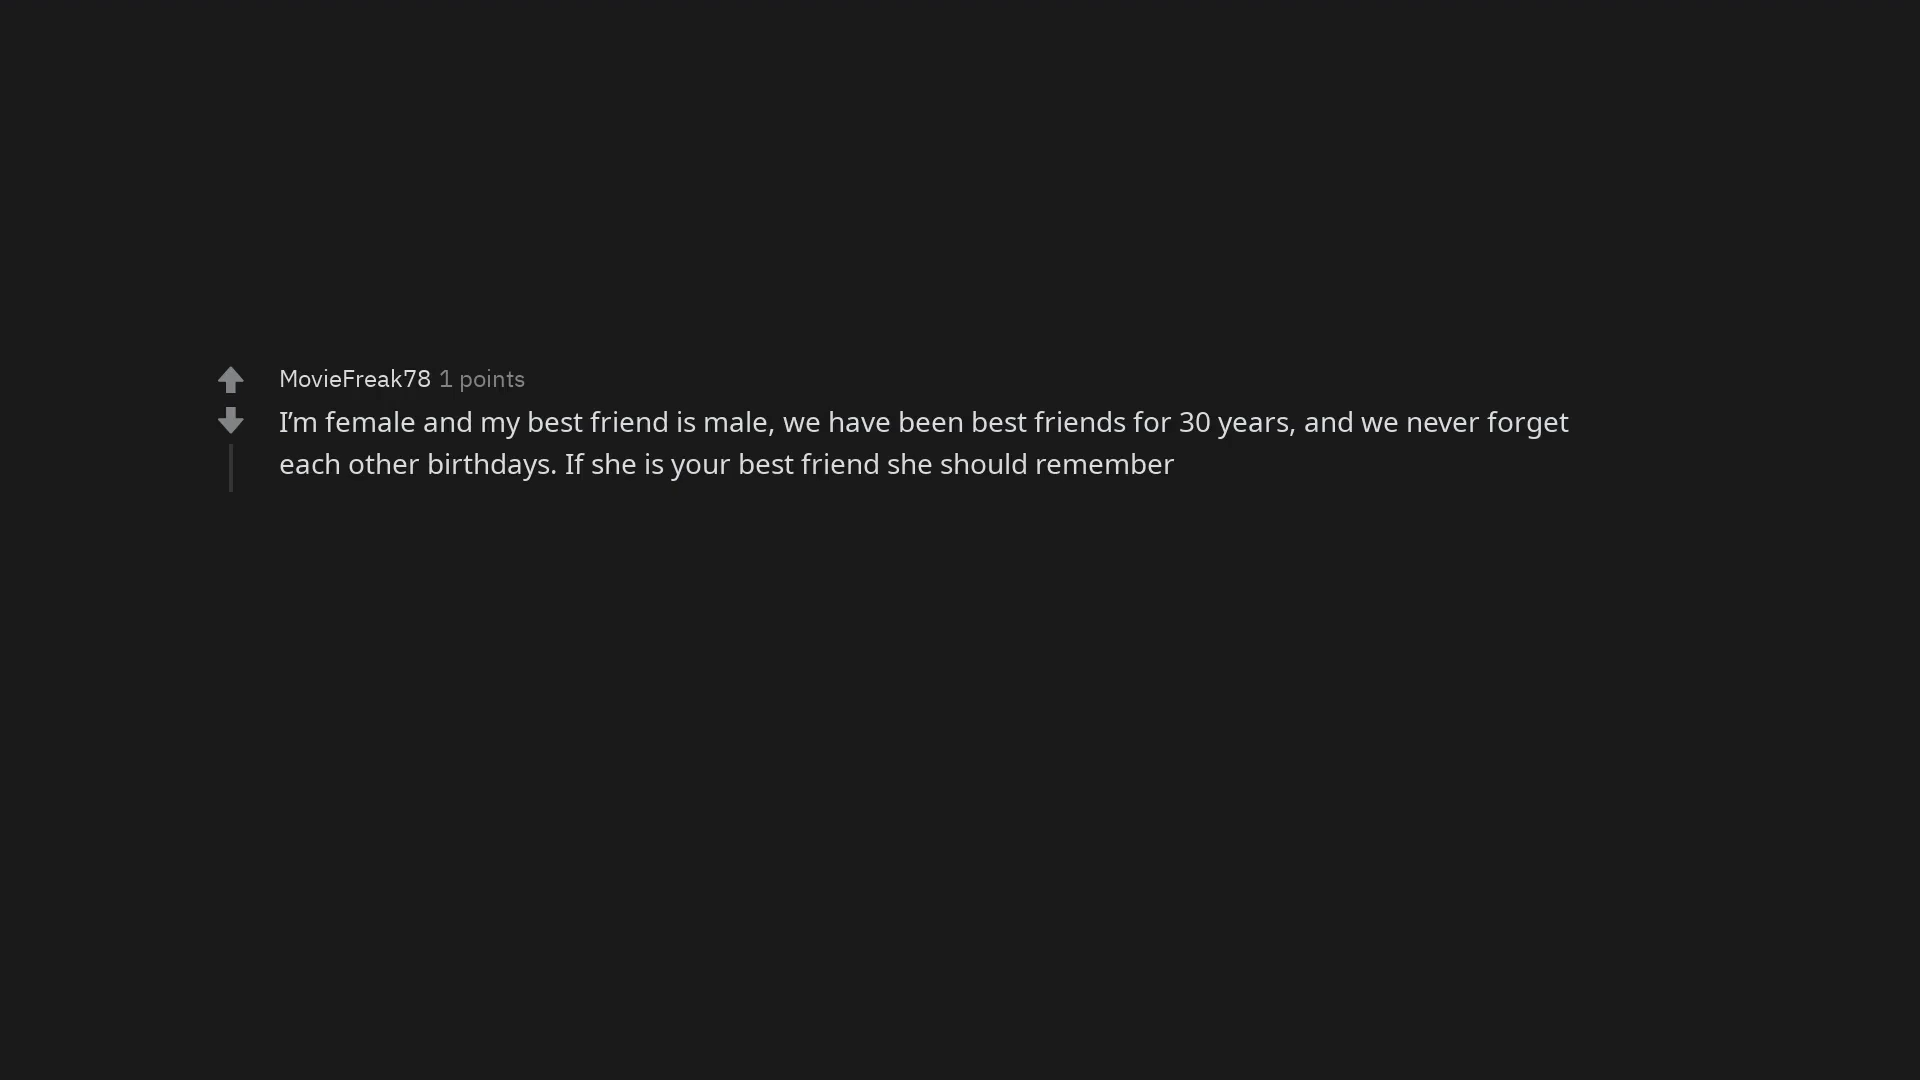 MovieFreak78 1 points
I’m female and my best friend is male, we have been best friends for 30 years, and we never forget
each other birthdays. If she is your best friend she should remember